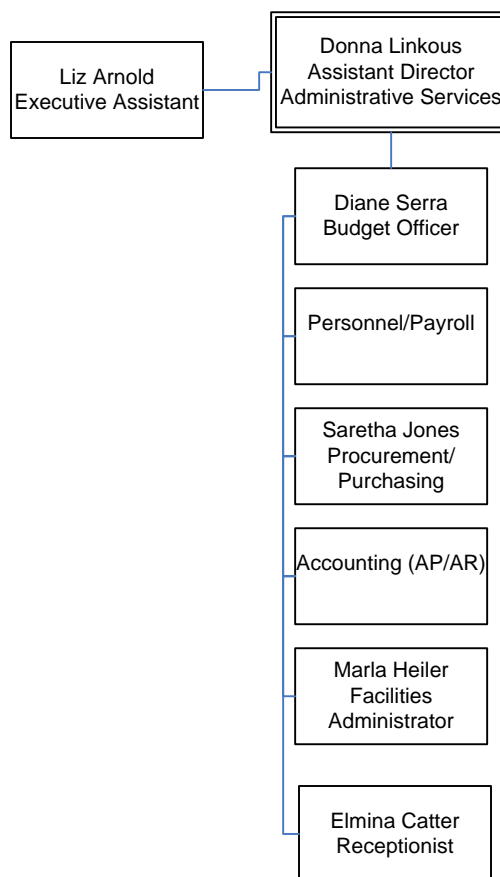 Liz Arnold
Executive Assistant
Donna Linkous
Assistant Director
Administrative Services
Diane Serra
Budget Officer
Personnel/Payroll
Saretha Jones
Procurement/
Purchasing
Accounting (AP/AR)
Marla Heiler
Facilities
Administrator
Elmina Catter
Receptionist